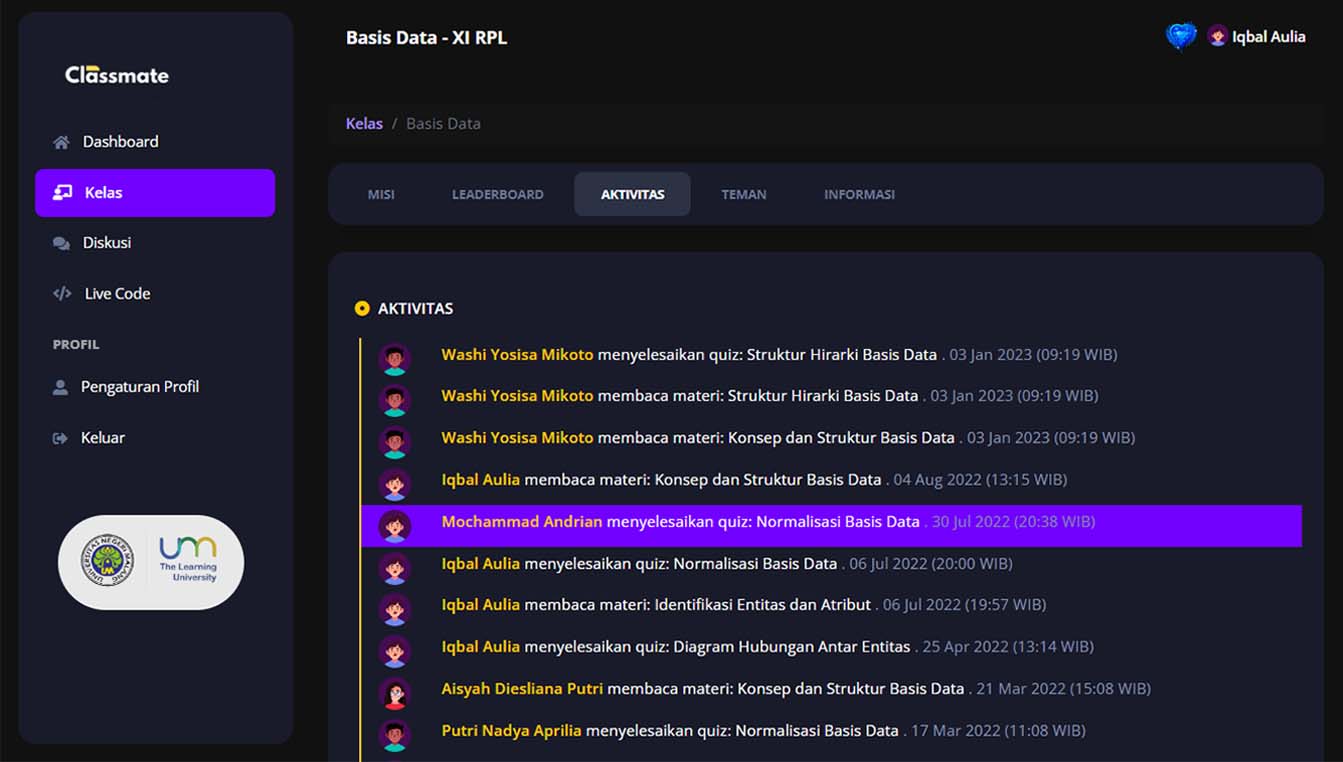 Classmate
Dashboard
Kelas
Diskusi
Live Code
PROFIL
Pengaturan Profil
Keluar
UNIVERSITAS NEGERI MALANG
UM
um
The Learning
University
Basis Data - XI RPL
Iqbal Aulia
Kelas / Basis Data
MISI LEADERBOARD AKTIVITAS TEMAN INFORMASI
AKTIVITAS
Washi Yosisa Mikoto menyelesaikan quiz: Struktur Hirarki Basis Data . 03 Jan 2023 (09:19 WIB)
Washi Yosisa Mikoto membaca materi: Struktur Hirarki Basis Data . 03 Jan 2023 (09:19 WIB)
Washi Yosisa Mikoto membaca materi: Konsep dan Struktur Basis Data . 03 Jan 2023 (09:19 WIB)
Iqbal Aulia membaca materi: Konsep dan Struktur Basis Data . 04 Aug 2022 (13:15 WIB)
Mochammad Andrian menyelesaikan quiz: Normalisasi Basis Data . 30 Jul 2022 (20:38 WIB)
Iqbal Aulia menyelesaikan quiz: Normalisasi Basis Data . 06 Jul 2022 (20:00 WIB)
Iqbal Aulia membaca materi: Identifikasi Entitas dan Atribut . 06 Jul 2022 (19:57 WIB)
Iqbal Aulia menyelesaikan quiz: Diagram Hubungan Antar Entitas . 25 Apr 2022 (13:14 WIB)
Aisyah Diesliana Putri membaca materi: Konsep dan Struktur Basis Data . 21 Mar 2022 (15:08 WIB)
Putri Nadya Aprilia menyelesaikan quiz: Normalisasi Basis Data . 17 Mar 2022 (11:08 WIB)